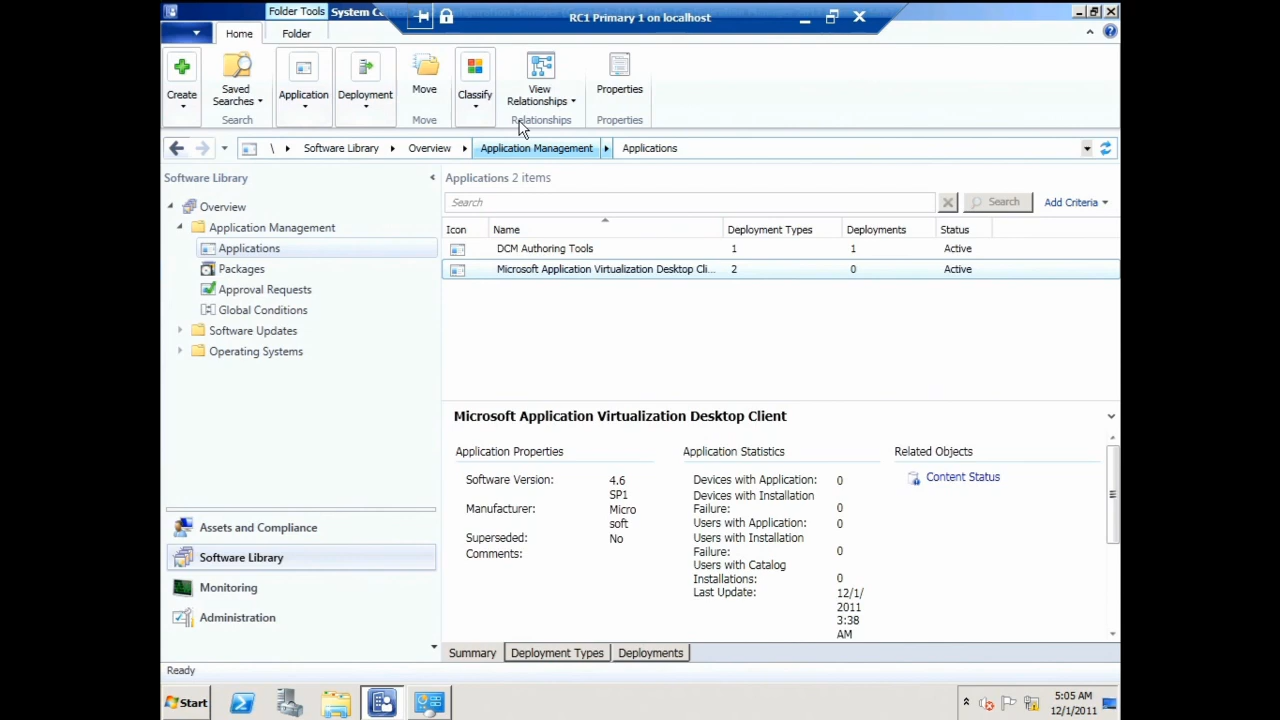 Folder Tools
System Ce
RC1 Primary 1 on localhost
Home
Folder
Create
Saved
Searches
Application
Deployment
Move
Classify
View
Relationships
Properties
Search
Move
Relationships
Properties
\
Software Library
Overview
Application Management
Applications
Software Library
Applications 2 items
Search
Search
Add Criteria
Overview
Application Management
Applications
Packages
Approval Requests
Global Conditions
Software Updates
Operating Systems
Icon Name Deployment Types Deployments Status
DCM Authoring Tools 1 1 Active
Microsoft Application Virtualization Desktop Cli... 2 0 Active
Microsoft Application Virtualization Desktop Client
Application Properties
Software Version: 4.6
SP1
Manufacturer: Micro
soft
Superseded: No
Comments:
Application Statistics
Devices with Application: 0
Devices with Installation
Failure: 0
Users with Application: 0
Users with Installation
Failure: 0
Users with Catalog
Installations: 0
Last Update: 12/1/
2011
3:38
AM
Related Objects
Content Status
Assets and Compliance
Software Library
Monitoring
Administration
Summary
Deployment Types
Deployments
Ready
Start
5:05 AM
12/1/2011